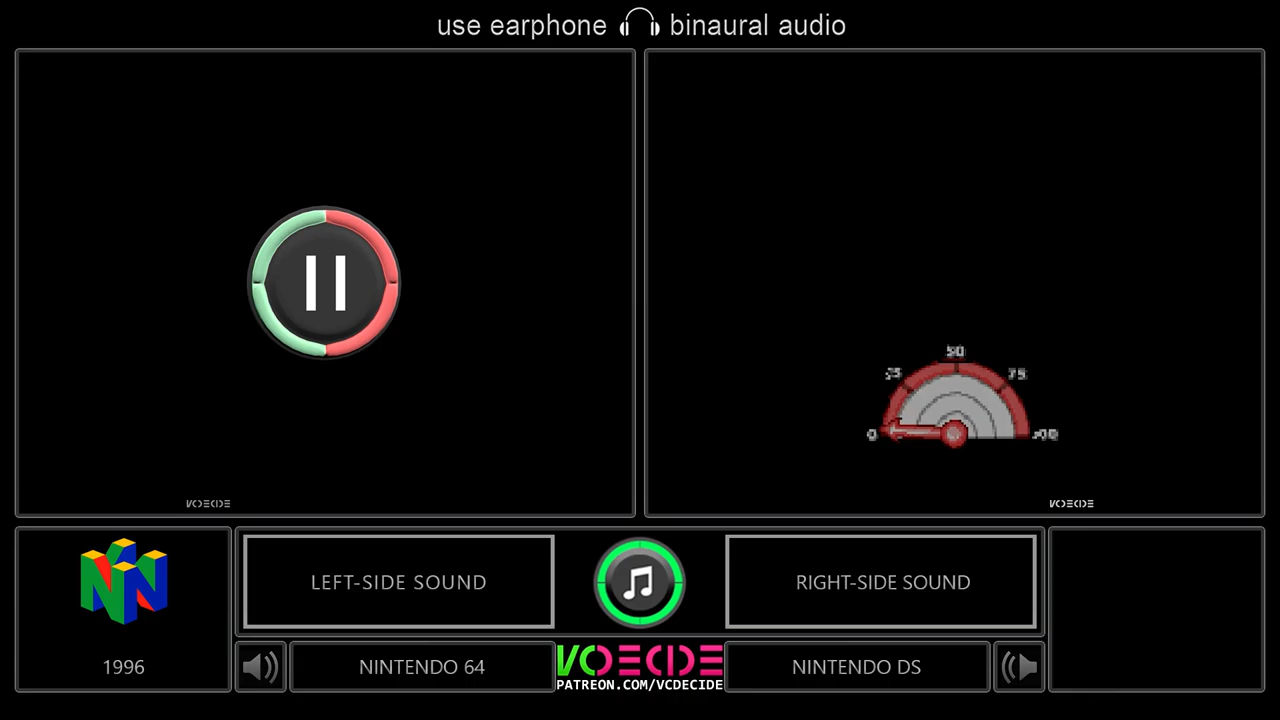 use earphone binaural audio
50
25 75
0 100
VCDECIDE VCDECIDE
LEFT-SIDE SOUND RIGHT-SIDE SOUND
1996 NINTENDO 64 VCDECIDE NINTENDO DS
PATREON.COM/VCDECIDE